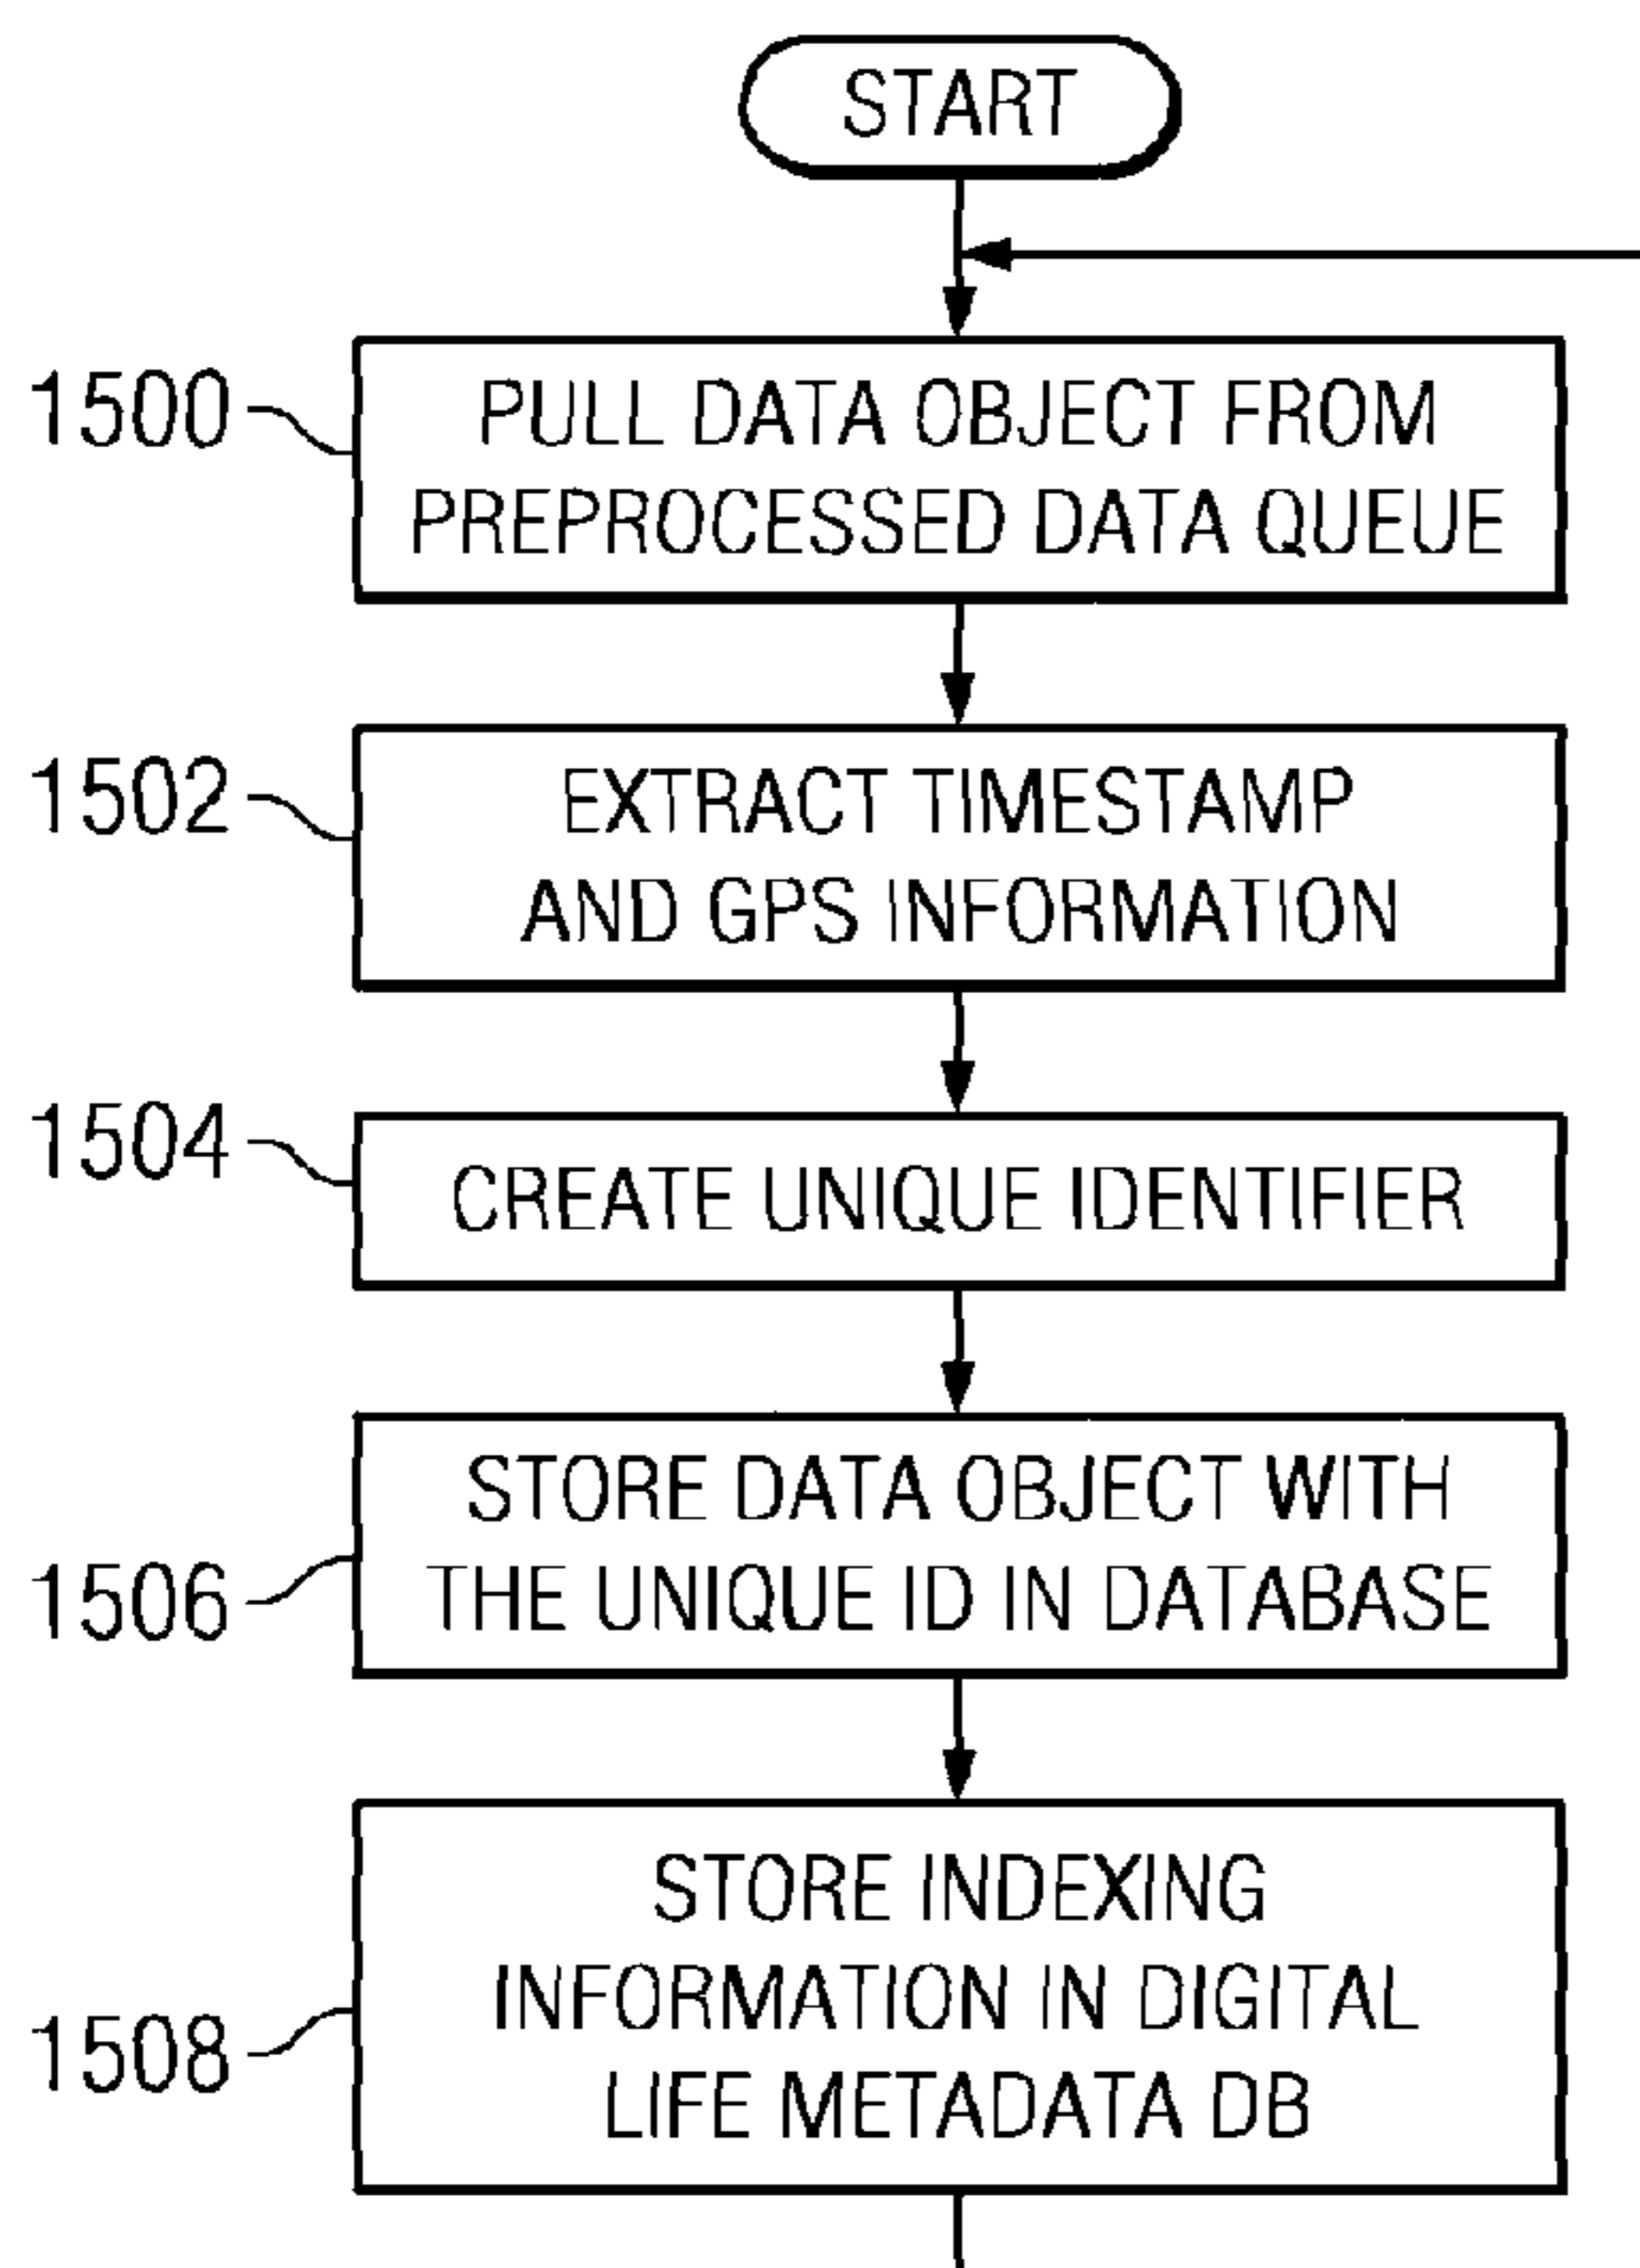 START
1500
PULL DATA OBJECT FROM
PREPROCESSED DATA QUEUE
1502
EXTRACT TIMESTAMP
AND GPS INFORMATION
1504
CREATE UNIQUE IDENTIFIER
1506
STORE DATA OBJECT WITH
THE UNIQUE ID IN DATABASE
1508
STORE INDEXING
INFORMATION IN DIGITAL
LIFE METADATA DB